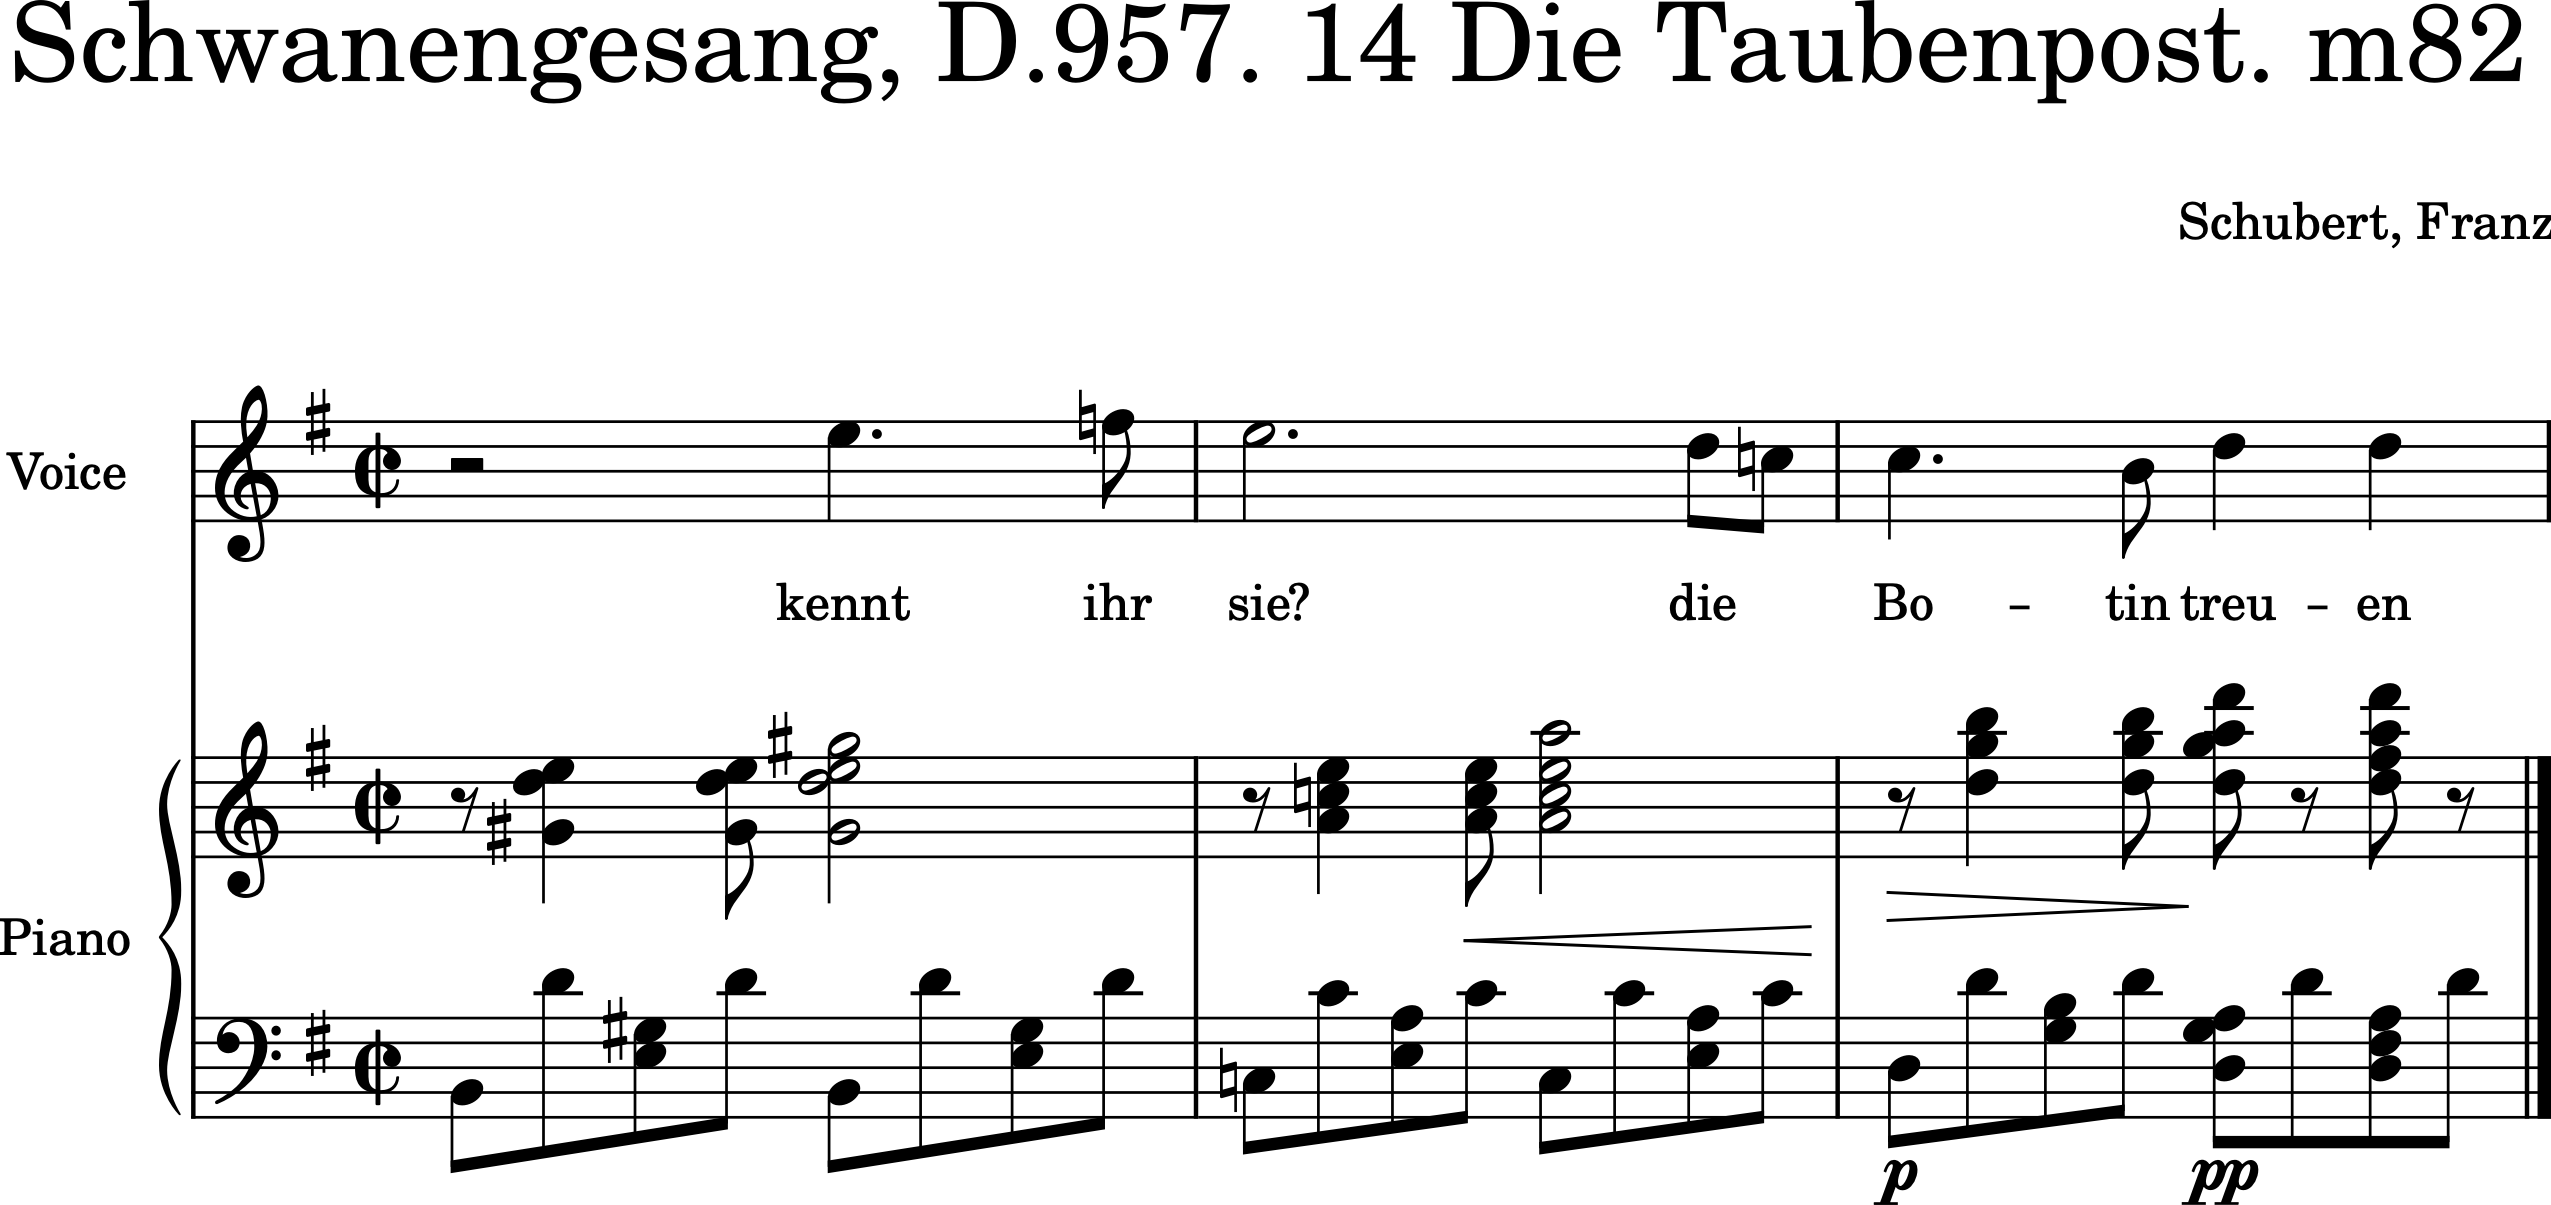 Schwanengesang, D.957. 14 Die Taubenpost. m82
Schubert, Franz
Voice
kennt ihr sie? die Bo – tin treu – en
Piano
p pp